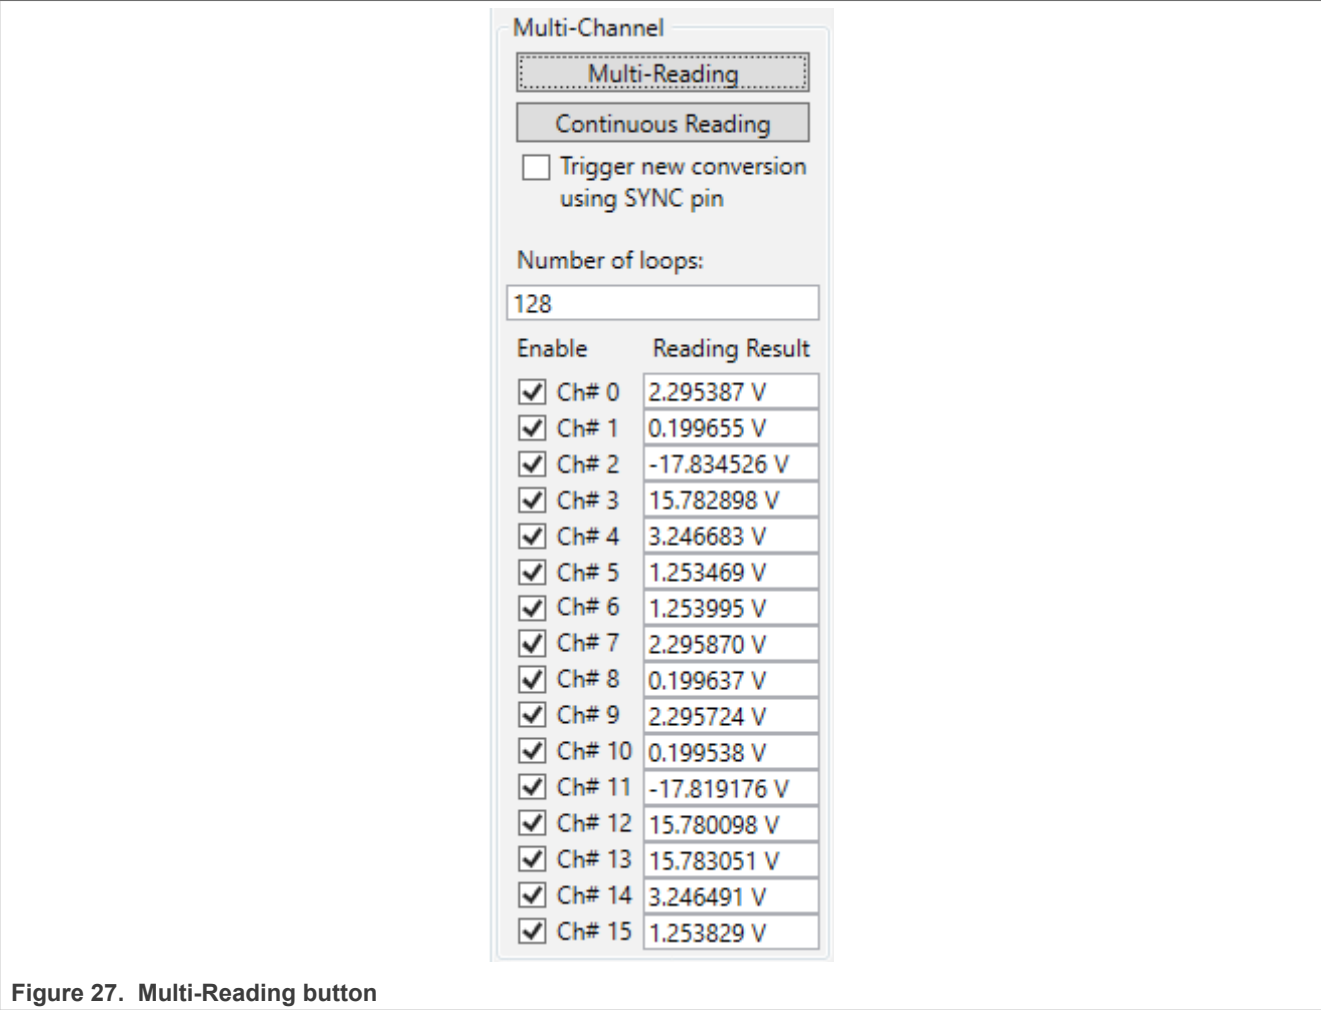 Multi-Channel
Multi-Reading
Continuous Reading
Trigger new conversion
using SYNC pin
Number of loops:
128
Enable Reading Result
Ch# 0 2.295387 V
Ch# 1 0.199655 V
Ch# 2 -17.834526 V
Ch# 3 15.782898 V
Ch# 4 3.246683 V
Ch# 5 1.253469 V
Ch# 6 1.253995 V
Ch# 7 2.295870 V
Ch# 8 0.199637 V
Ch# 9 2.295724 V
Ch# 10 0.199538 V
Ch# 11 -17.819176 V
Ch# 12 15.780098 V
Ch# 13 15.783051 V
Ch# 14 3.246491 V
Ch# 15 1.253829 V
Figure 27. Multi-Reading button